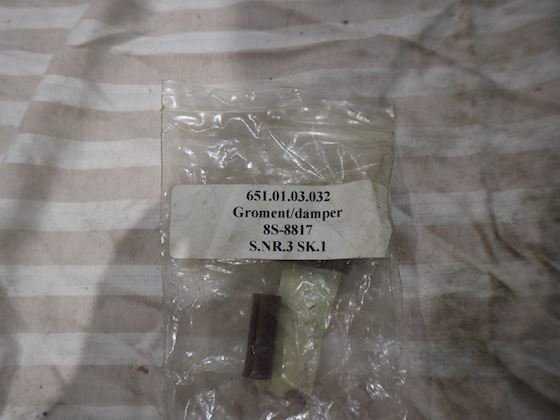 651.01.03.032
Groment/damper
8S-8817
S.NR.3 SK.1